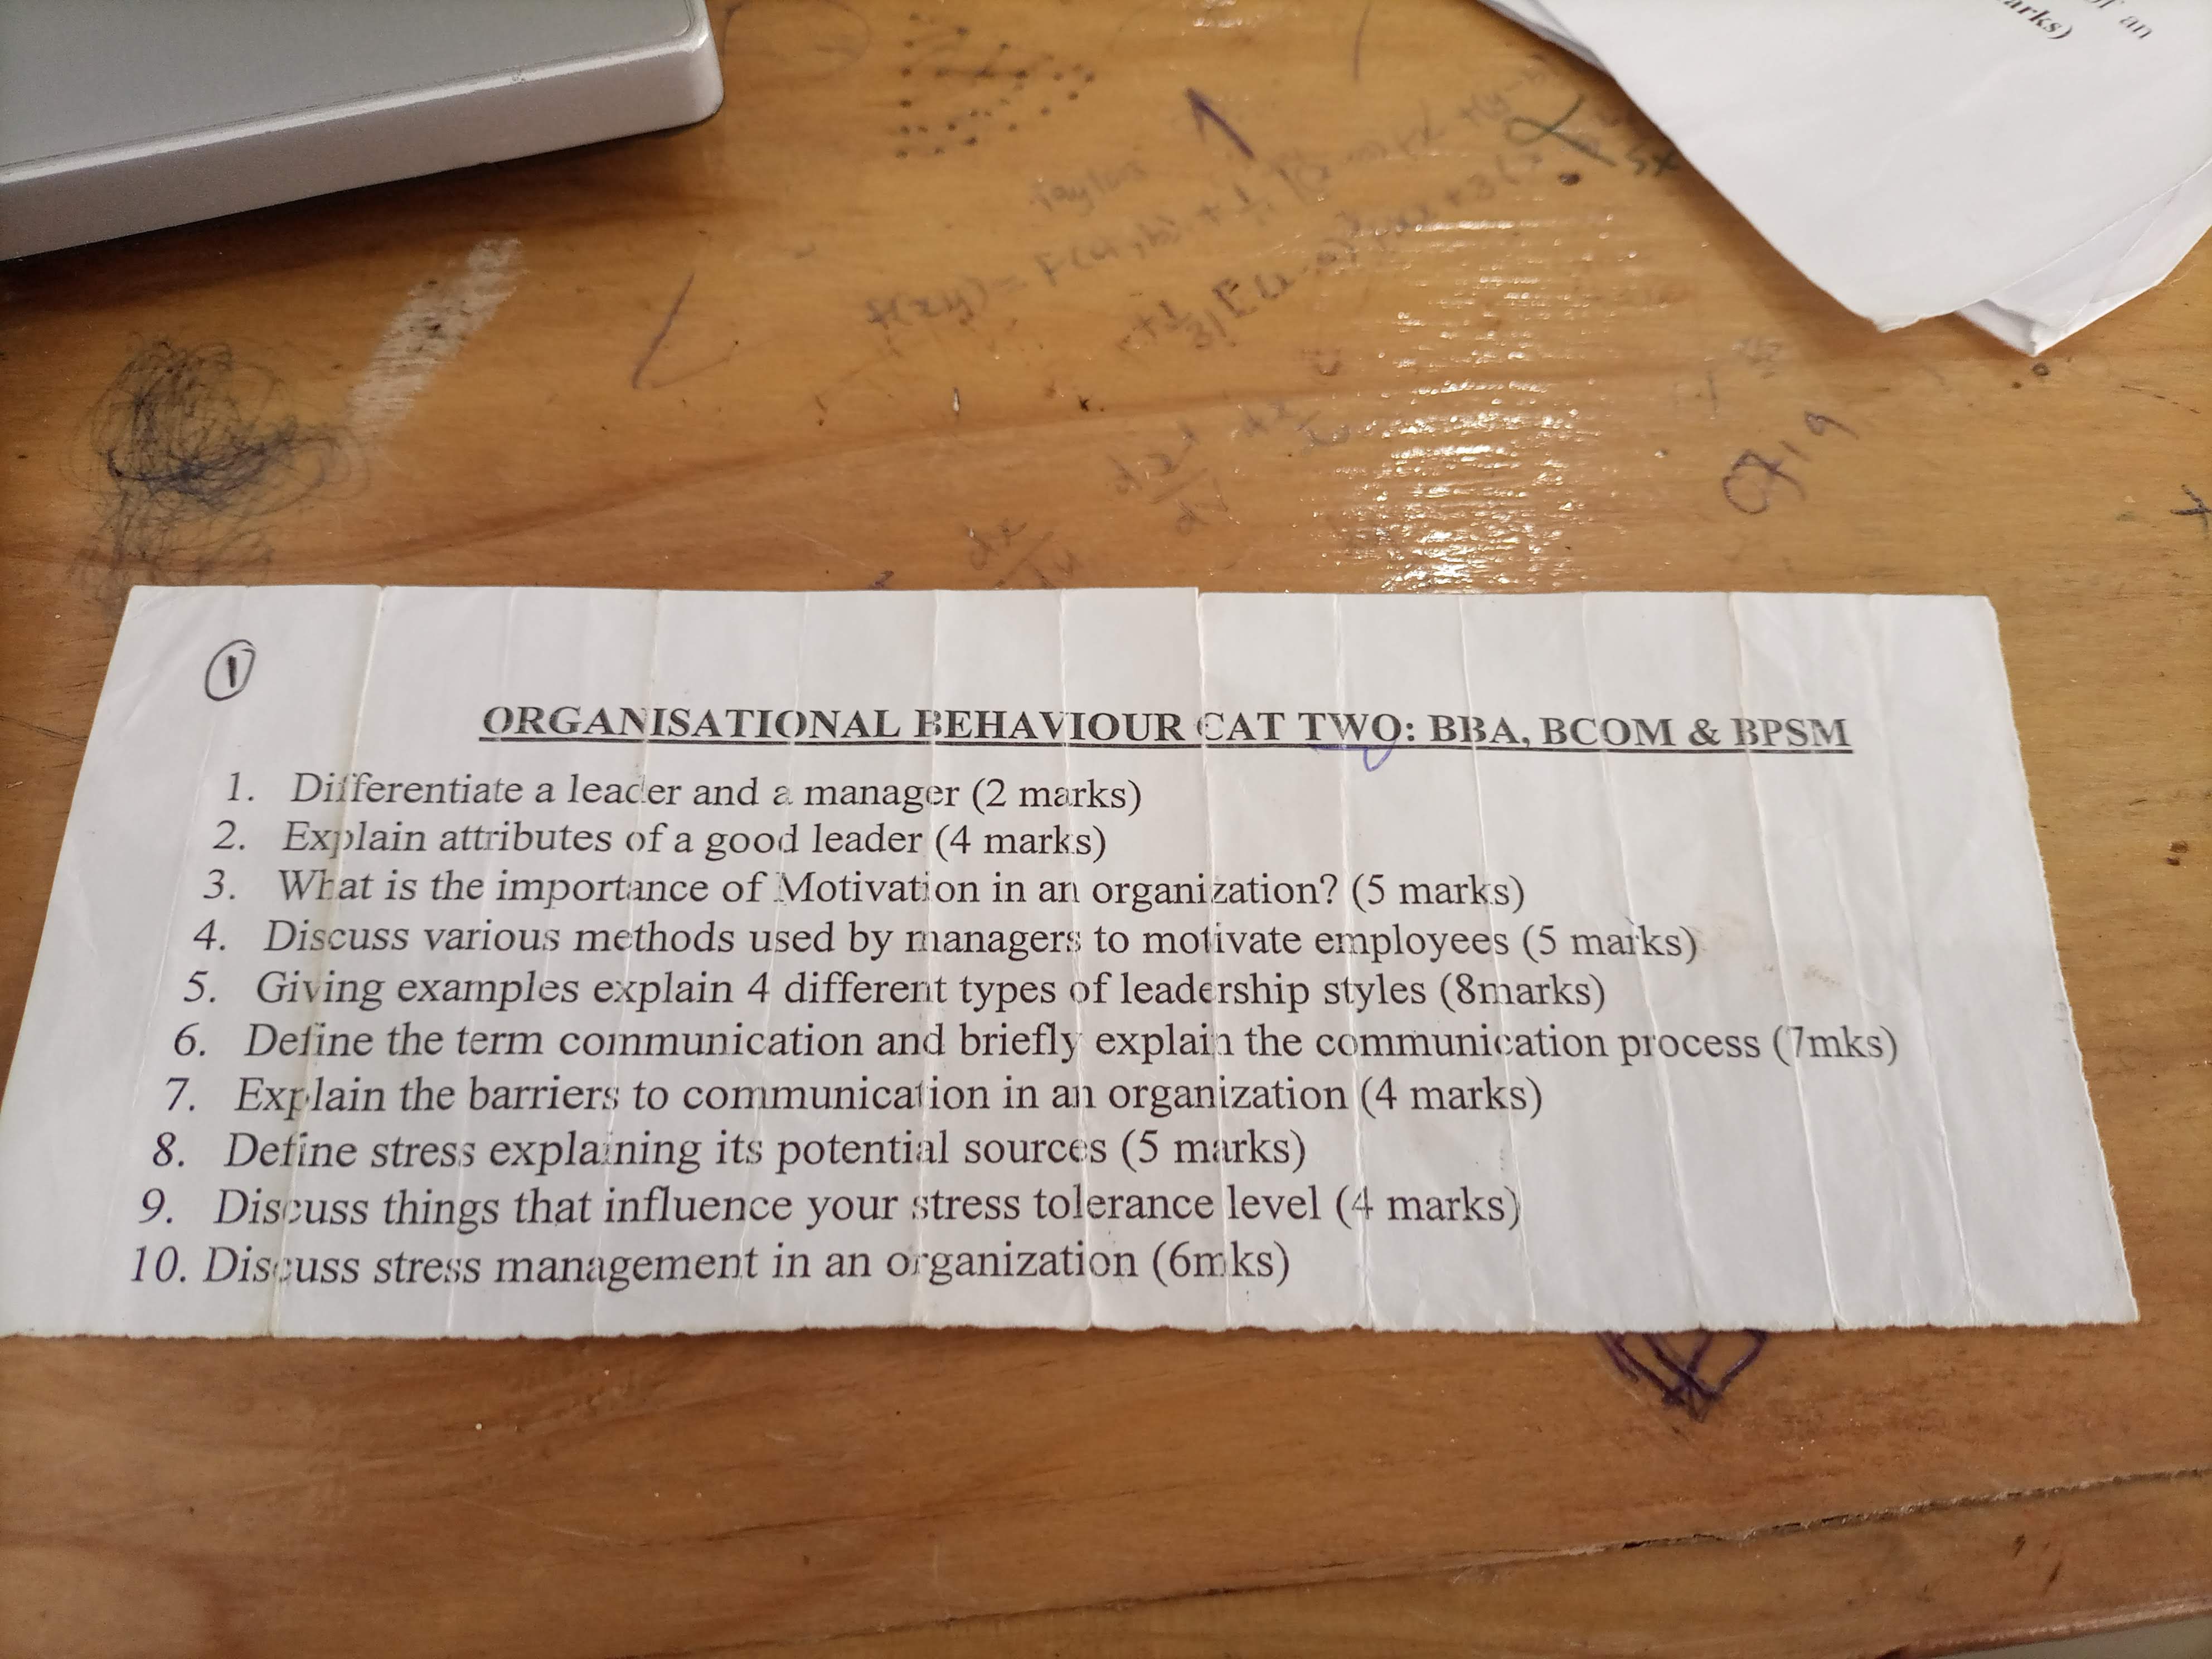 an
arks)
5x
0719
①
ORGANISATIONAL BEHAVIOUR CAT TWO: BBA, BCOM & BPSM
1. Differentiate a leader and a manager (2 marks)
2. Explain attributes of a good leader (4 marks)
3. What is the importance of Motivation in an organization? (5 marks)
4. Discuss various methods used by managers to motivate employees (5 marks)
5. Giving examples explain 4 different types of leadership styles (8marks)
6. Define the term communication and briefly explain the communication process (7mks)
7. Explain the barriers to communication in an organization (4 marks)
8. Define stress explaining its potential sources (5 marks)
9. Discuss things that influence your stress tolerance level (4 marks)
10. Discuss stress management in an organization (6mks)